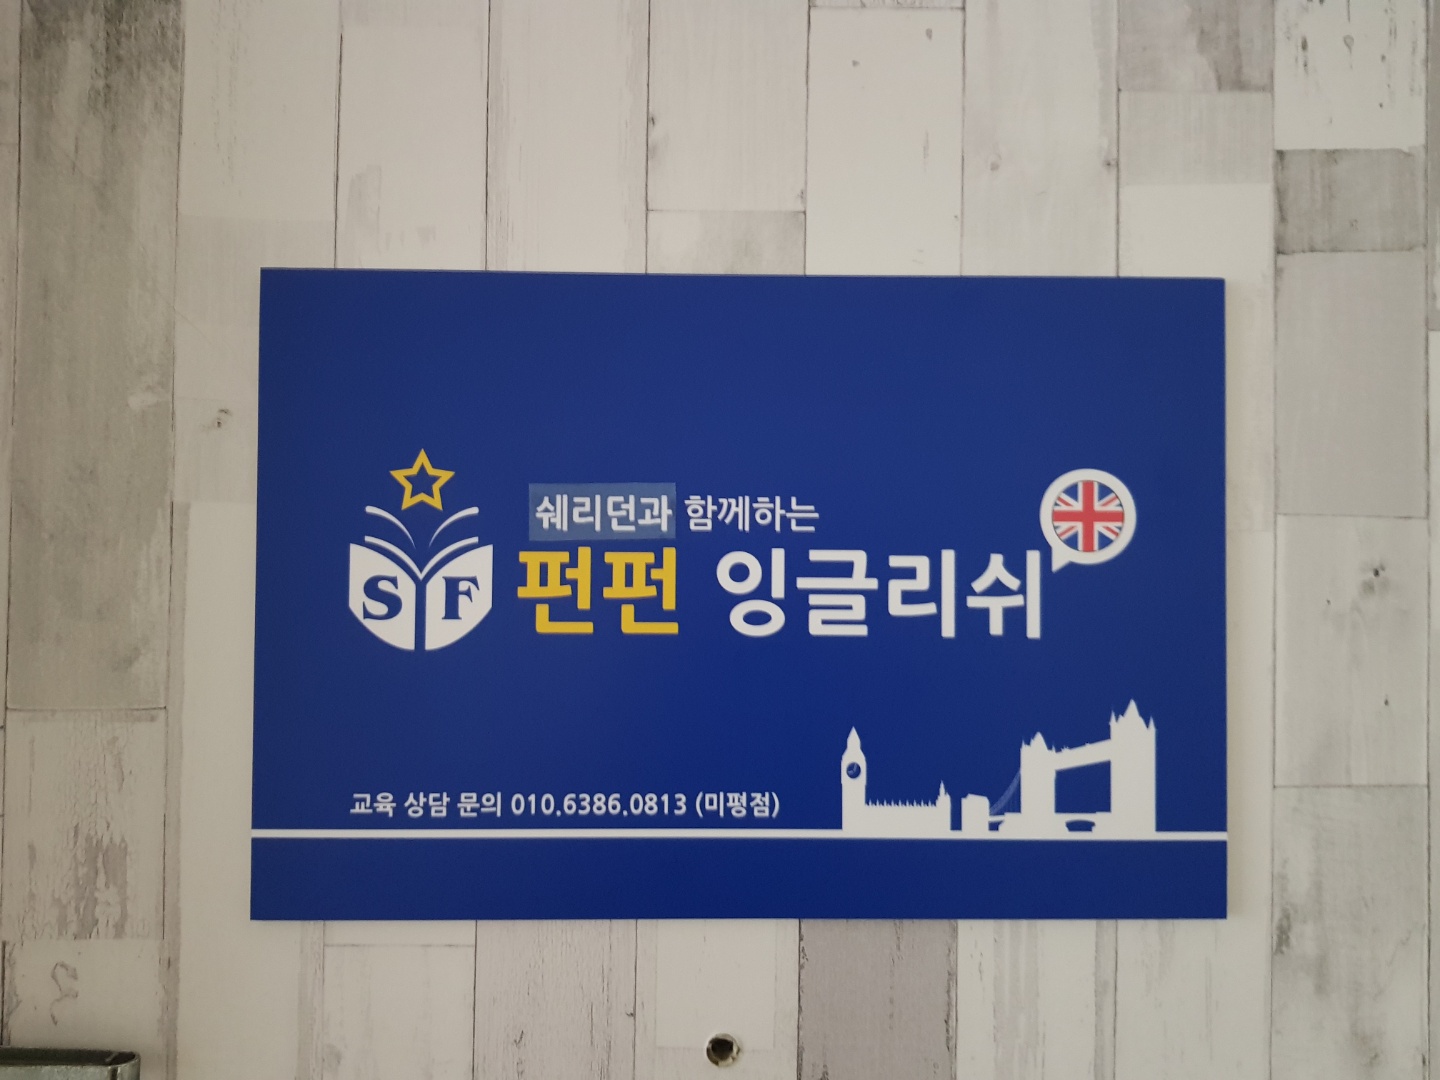 쉐리던과 함께하는
S F 펀펀 잉글리쉬
교육 상담 문의 010.6386.0813 (미평점)